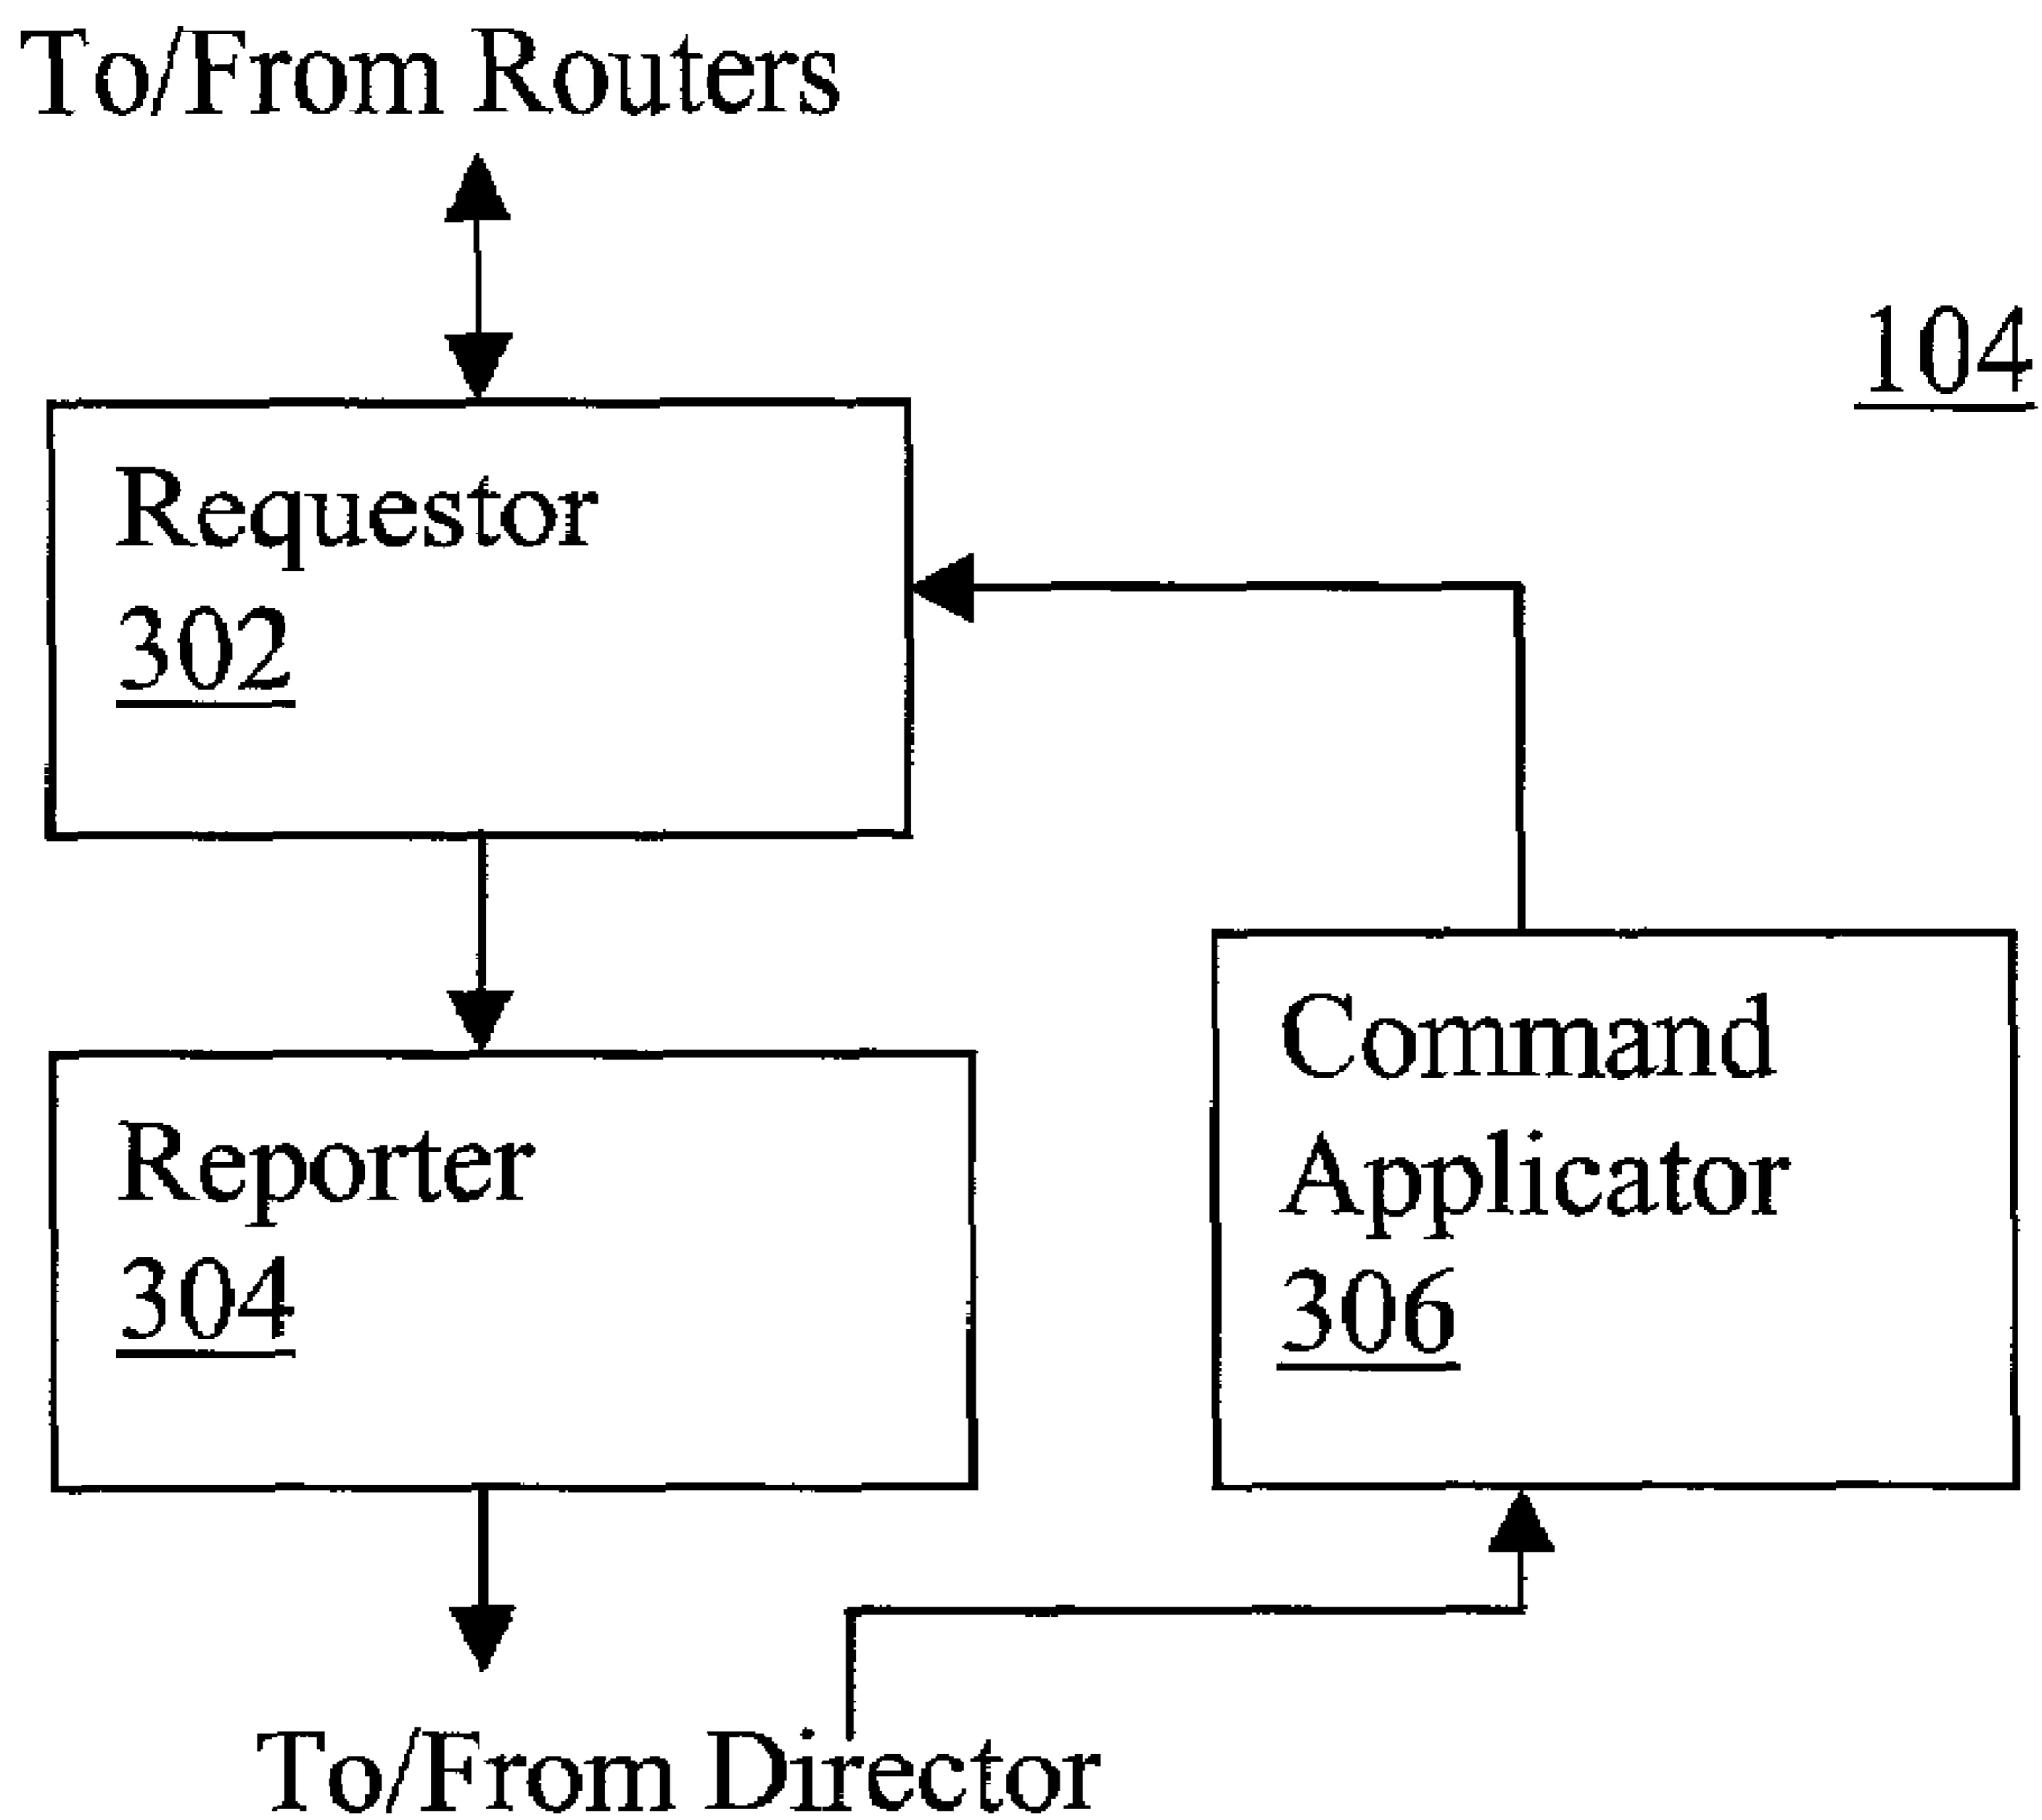 To/From Routers
104
Requestor
302
Command
Applicator
306
Reporter
304
To/From Director